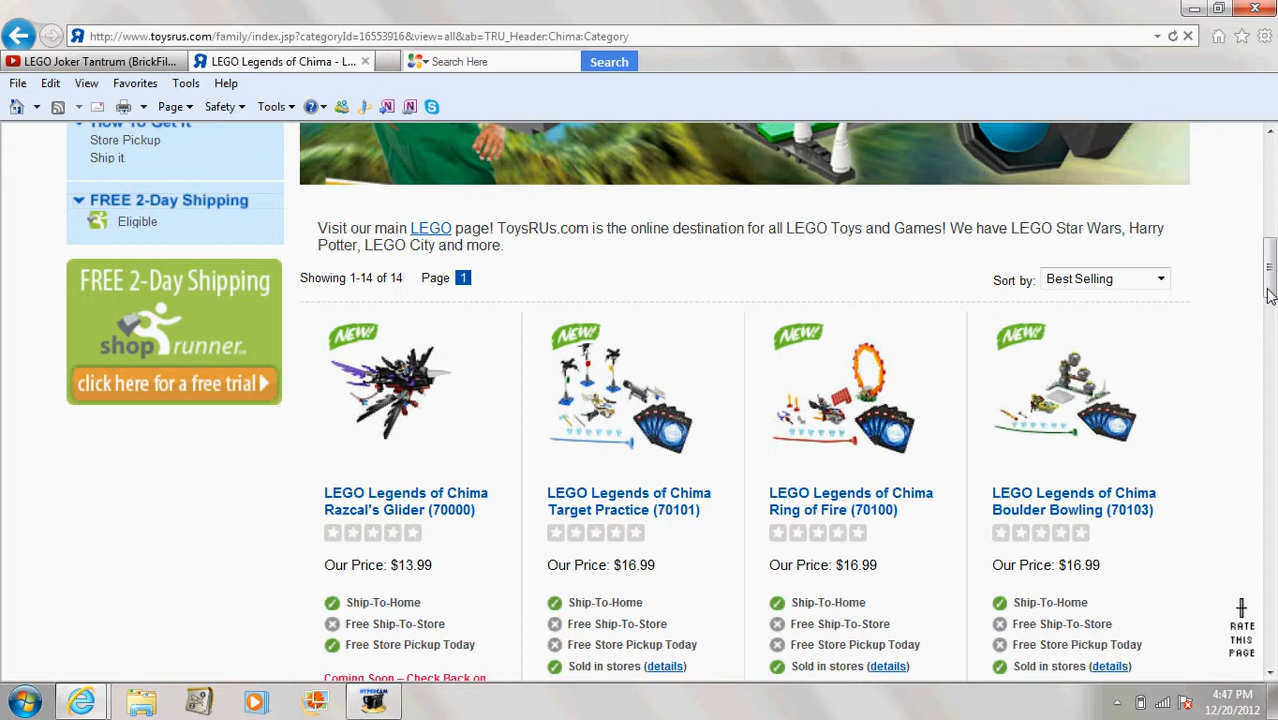 http://www.toysrus.com/family/index.jsp?categoryId=16553916&view=all&ab=TRU_Header:Chima:Category
LEGO Joker Tantrum (BrickFil...
LEGO Legends of Chima - L...
Search Here
Search
File Edit View Favorites Tools Help
Page Safety Tools
How To Get It
Store Pickup
Ship it
FREE 2-Day Shipping
Eligible
FREE 2-Day Shipping
shop runner
click here for a free trial
Visit our main LEGO page! ToysRUs.com is the online destination for all LEGO Toys and Games! We have LEGO Star Wars, Harry
Potter, LEGO City and more.
Showing 1-14 of 14 Page 1
Sort by: Best Selling
NEW! NEW! NEW! NEW!
LEGO Legends of Chima
Razcal's Glider (70000)
Our Price: $13.99
Ship-To-Home
Free Ship-To-Store
Free Store Pickup Today
Coming Soon – Check Back on
LEGO Legends of Chima
Target Practice (70101)
Our Price: $16.99
Ship-To-Home
Free Ship-To-Store
Free Store Pickup Today
Sold in stores (details)
LEGO Legends of Chima
Ring of Fire (70100)
Our Price: $16.99
Ship-To-Home
Free Ship-To-Store
Free Store Pickup Today
Sold in stores (details)
LEGO Legends of Chima
Boulder Bowling (70103)
Our Price: $16.99
Ship-To-Home
Free Ship-To-Store
Free Store Pickup Today
Sold in stores (details)
RATE
THIS
PAGE
HYPERCAM
4:47 PM
12/20/2012